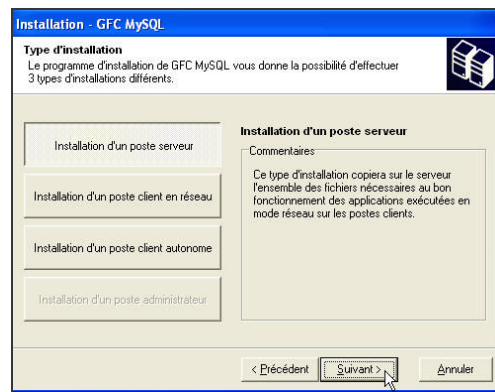 Installation - GFC MySQL
Type d'installation
Le programme d'installation de GFC MySQL vous donne la possibilité d'effectuer
3 types d'installations différents.
Installation d'un poste serveur
Installation d'un poste client en réseau
Installation d'un poste client autonome
Installation d'un poste administrateur
Installation d'un poste serveur
Commentaires
Ce type d'installation copiera sur le serveur
l'ensemble des fichiers nécessaires au bon
fonctionnement des applications exécutées en
mode réseau sur les postes clients.
< Précédent
Suivant >
Annuler